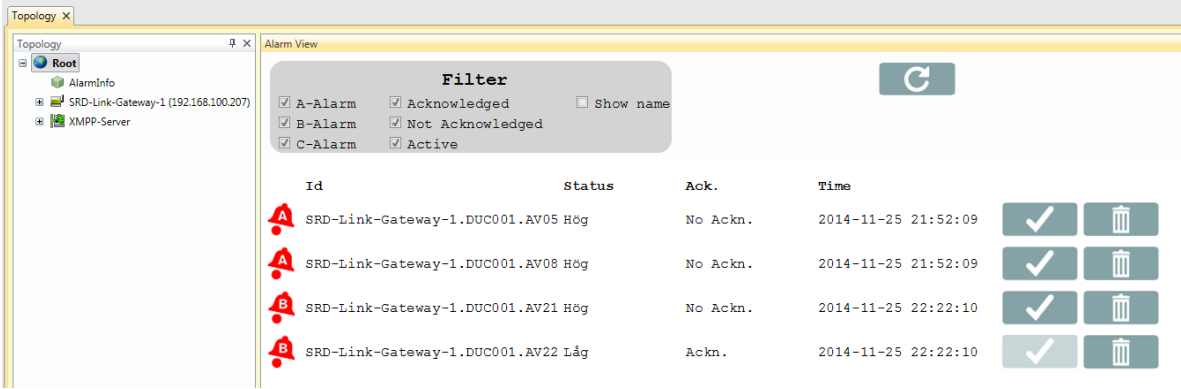 Topology
Topology
Root
AlarmInfo
SRD-Link-Gateway-1 (192.168.100.207)
XMPP-Server
Alarm View
Filter
A-Alarm Acknowledged Show name
B-Alarm Not Acknowledged
C-Alarm Active
Id Status Ack. Time
A SRD-Link-Gateway-1.DUC001.AV05 Hög No Ackn. 2014-11-25 21:52:09
A SRD-Link-Gateway-1.DUC001.AV08 Hög No Ackn. 2014-11-25 21:52:09
B SRD-Link-Gateway-1.DUC001.AV21 Hög No Ackn. 2014-11-25 22:22:10
B SRD-Link-Gateway-1.DUC001.AV22 Låg Ackn. 2014-11-25 22:22:10